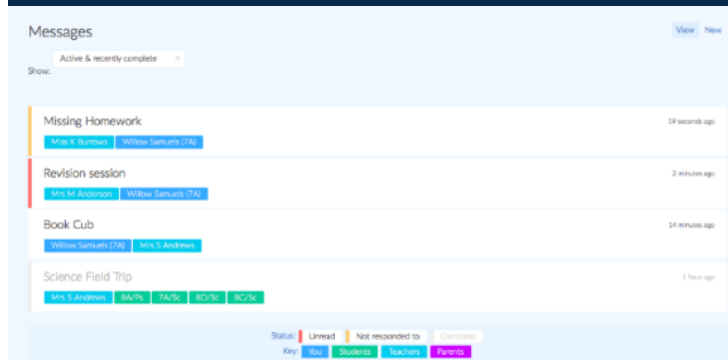 Messages
View New
Active & recently complete
Show:
Missing Homework
19 seconds ago
Miss K Burrows Willow Samuels (7A)
Revision session
2 minutes ago
Mrs M Anderson Willow Samuels (7A)
Book Cub
14 minutes ago
Willow Samuels (7A) Mrs S Andrews
Science Field Trip
1 hour ago
Mrs S Andrews 8A/Ps 7A/Sc 8D/Sc 8C/Sc
Status: Unread Not responded to Complete
Key: You Students Teachers Parents